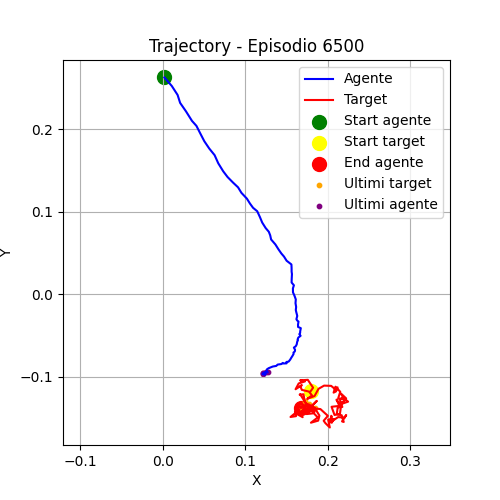 Trajectory - Episodio 6500
Agente
Target
Start agente
Start target
End agente
Ultimi target
Ultimi agente
Y
0.2
0.1
0.0
−0.1
−0.1
0.0
0.1
0.2
0.3
X